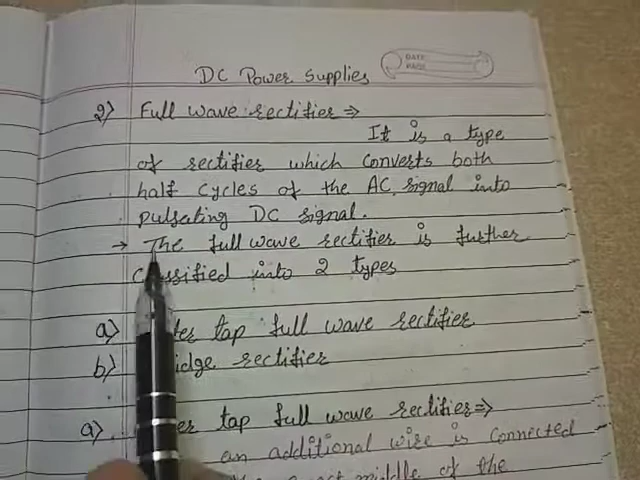 DC Power Supplies
DATE
PAGE
2) Full wave rectifier ⇒
It is a type
of rectifier which converts both
half cycles of the AC signal into
pulsating DC signal.
→ The full wave rectifier is further
classified into 2 types
a) tap full wave rectifier
b) rectifier
a) tap full wave rectifier ⇒
an additional wire is connected
middle of the